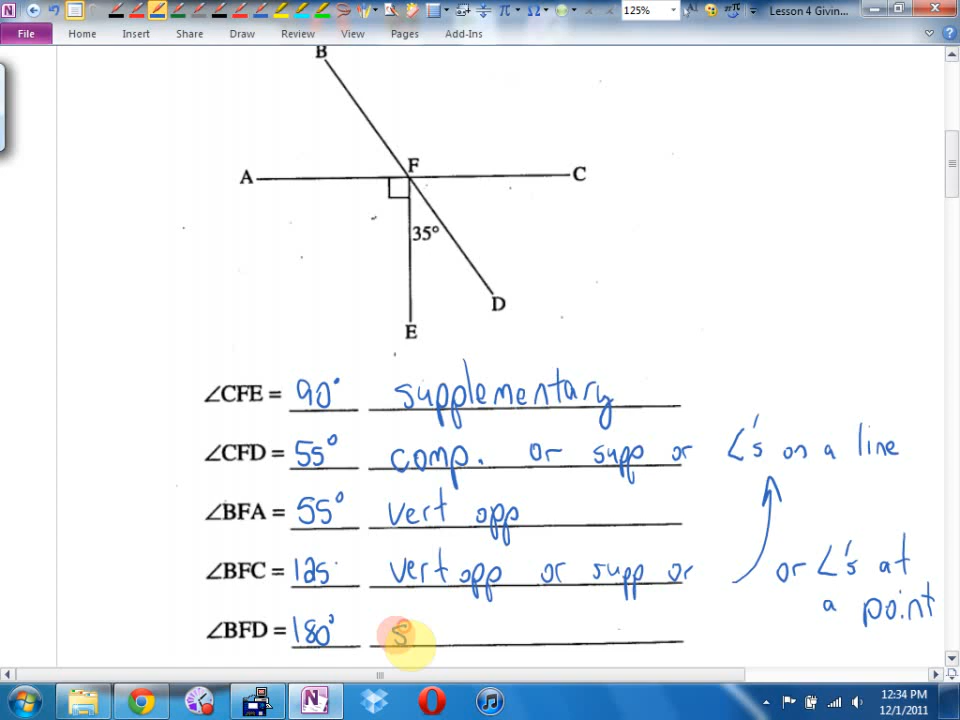 125%
Lesson 4 Givin...
File Home Insert Share Draw Review View Pages Add-Ins
B
F
A
C
35°
D
E
∠CFE = 90° supplementary
∠CFD = 55° comp. or supp or ∠'s on a line
∠BFA = 55° vert opp
∠BFC = 125° vert opp or supp or or ∠'s at
a point
∠BFD = 180° s
12:34 PM
12/1/2011